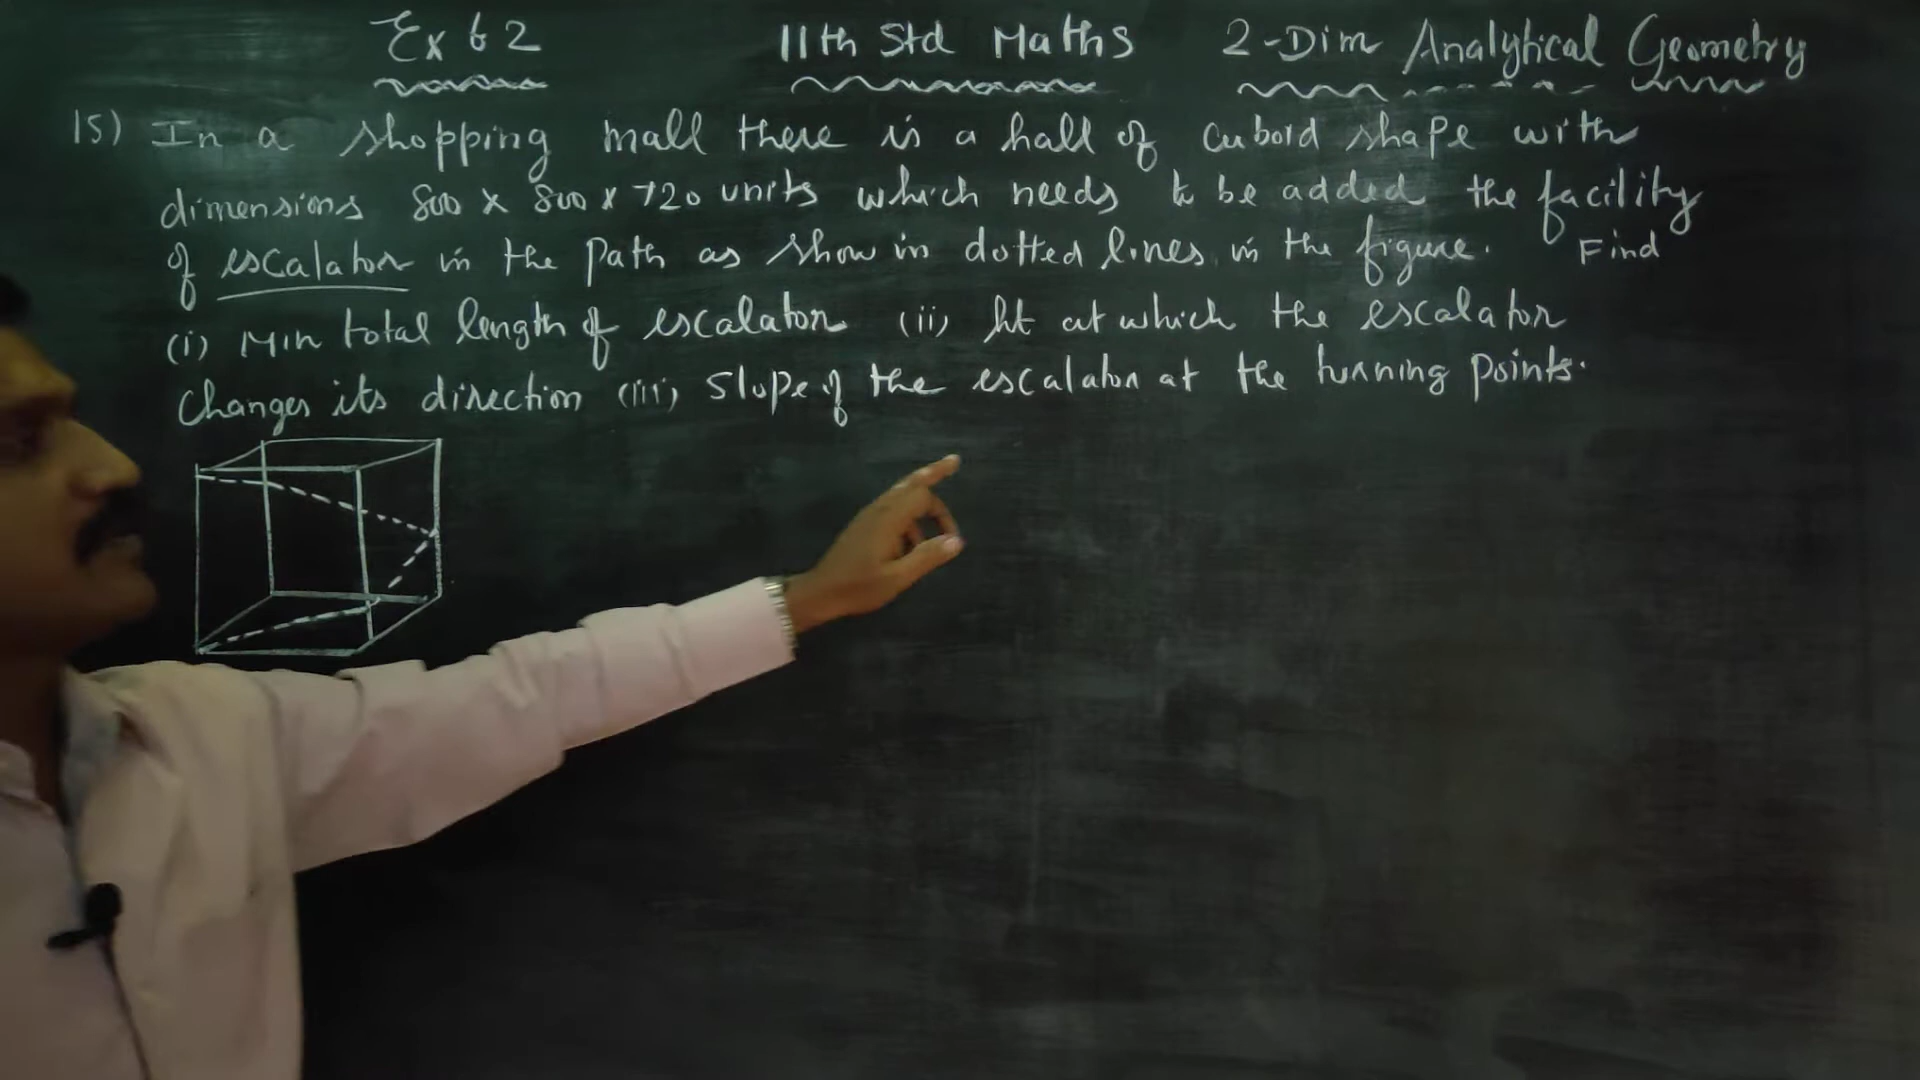 Ex 6 2 11th Std Maths 2-Dim Analytical Geometry
15) In a shopping mall there is a hall of cuboid shape with
dimensions 800 x 800 x 720 units which needs to be added the facility
of escalator in the path as show in dotted lines in the figure. Find
(i) Min total length of escalator (ii) ht at which the escalator
changes its direction (iii) slope of the escalator at the turning points.